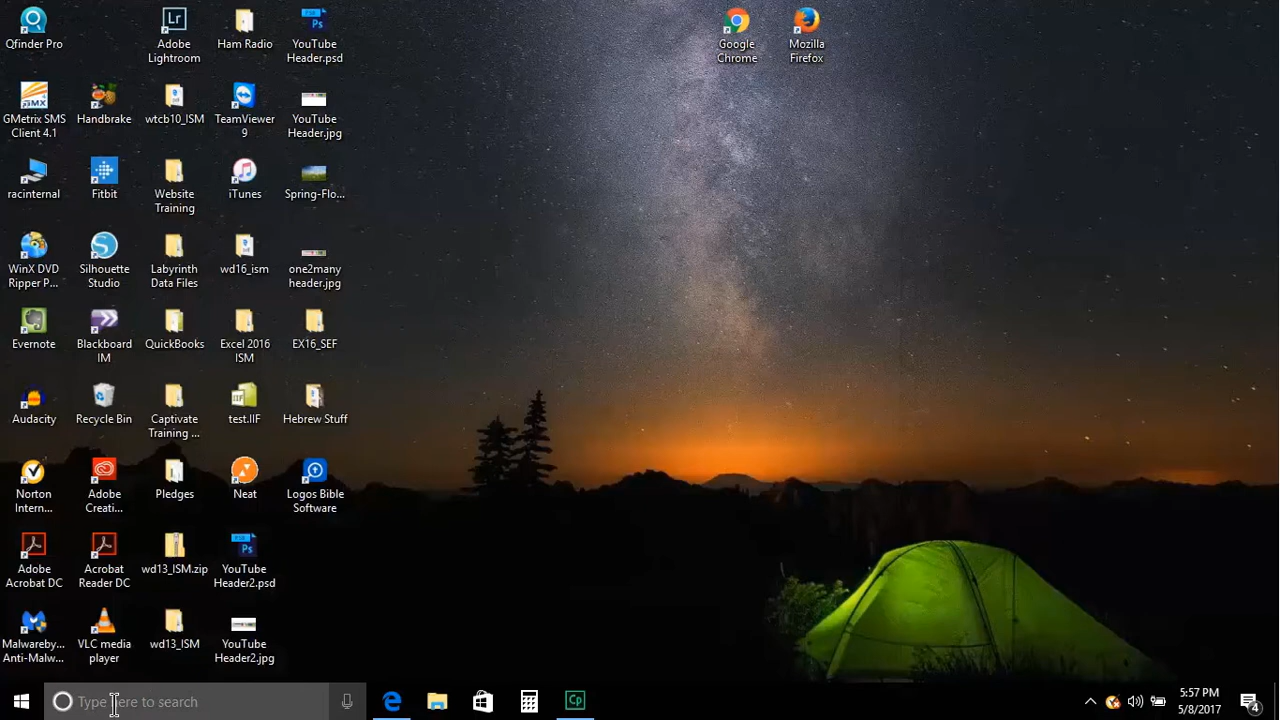 Qfinder Pro
Adobe
Lightroom
Ham Radio
YouTube
Header.psd
Google
Chrome
Mozilla
Firefox
GMetrix SMS
Client 4.1
Handbrake
wtcb10_ISM
TeamViewer
9
YouTube
Header.jpg
racinternal
Fitbit
Website
Training
iTunes
Spring-Flo...
WinX DVD
Ripper P...
Silhouette
Studio
Labyrinth
Data Files
wd16_ism
one2many
header.jpg
Evernote
Blackboard
IM
QuickBooks
Excel 2016
ISM
EX16_SEF
Audacity
Recycle Bin
Captivate
Training ...
test.IIF
Hebrew Stuff
Norton
Intern...
Adobe
Creati...
Pledges
Neat
Logos Bible
Software
Adobe
Acrobat DC
Acrobat
Reader DC
wd13_ISM.zip
YouTube
Header2.psd
Malwareby...
Anti-Malw...
VLC media
player
wd13_ISM
YouTube
Header2.jpg
Type here to search
5:57 PM
5/8/2017
4